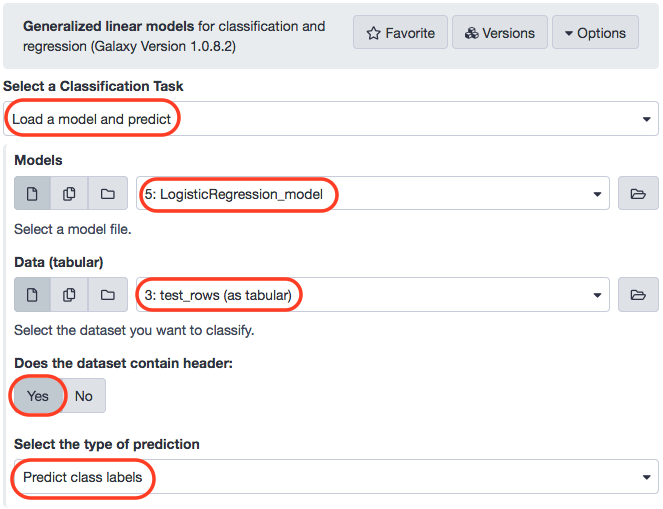 Generalized linear models for classification and
regression (Galaxy Version 1.0.8.2)
Favorite
Versions
Options
Select a Classification Task
Load a model and predict
Models
5: LogisticRegression_model
Select a model file.
Data (tabular)
3: test_rows (as tabular)
Select the dataset you want to classify.
Does the dataset contain header:
Yes No
Select the type of prediction
Predict class labels